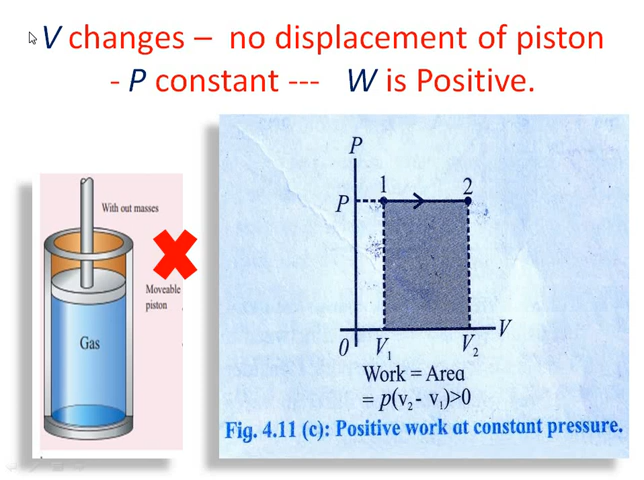 V changes – no displacement of piston
- P constant --- W is Positive.
With out masses
Moveable
piston
Gas
P
1
2
P
0
V1
V2
V
Work = Area
= p(v2 - v1)>0
Fig. 4.11 (c): Positive work at constant pressure.